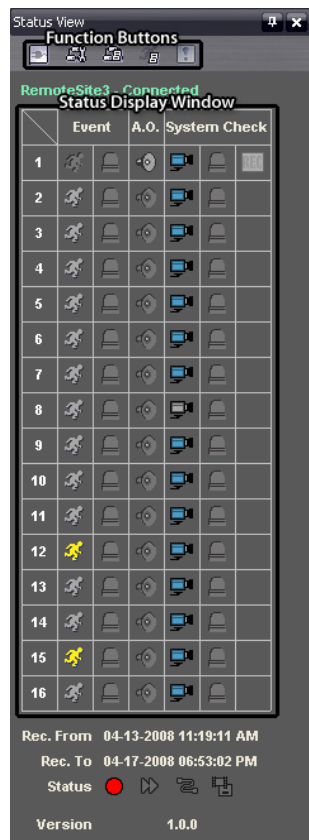 Status View
Function Buttons
RemoteSite3 - Connected
Status Display Window
Event A.O. System Check
1 REC
2
3
4
5
6
7
8
9
10
11
12
13
14
15
16
Rec. From 04-13-2008 11:19:11 AM
Rec. To 04-17-2008 06:53:02 PM
Status
Version 1.0.0